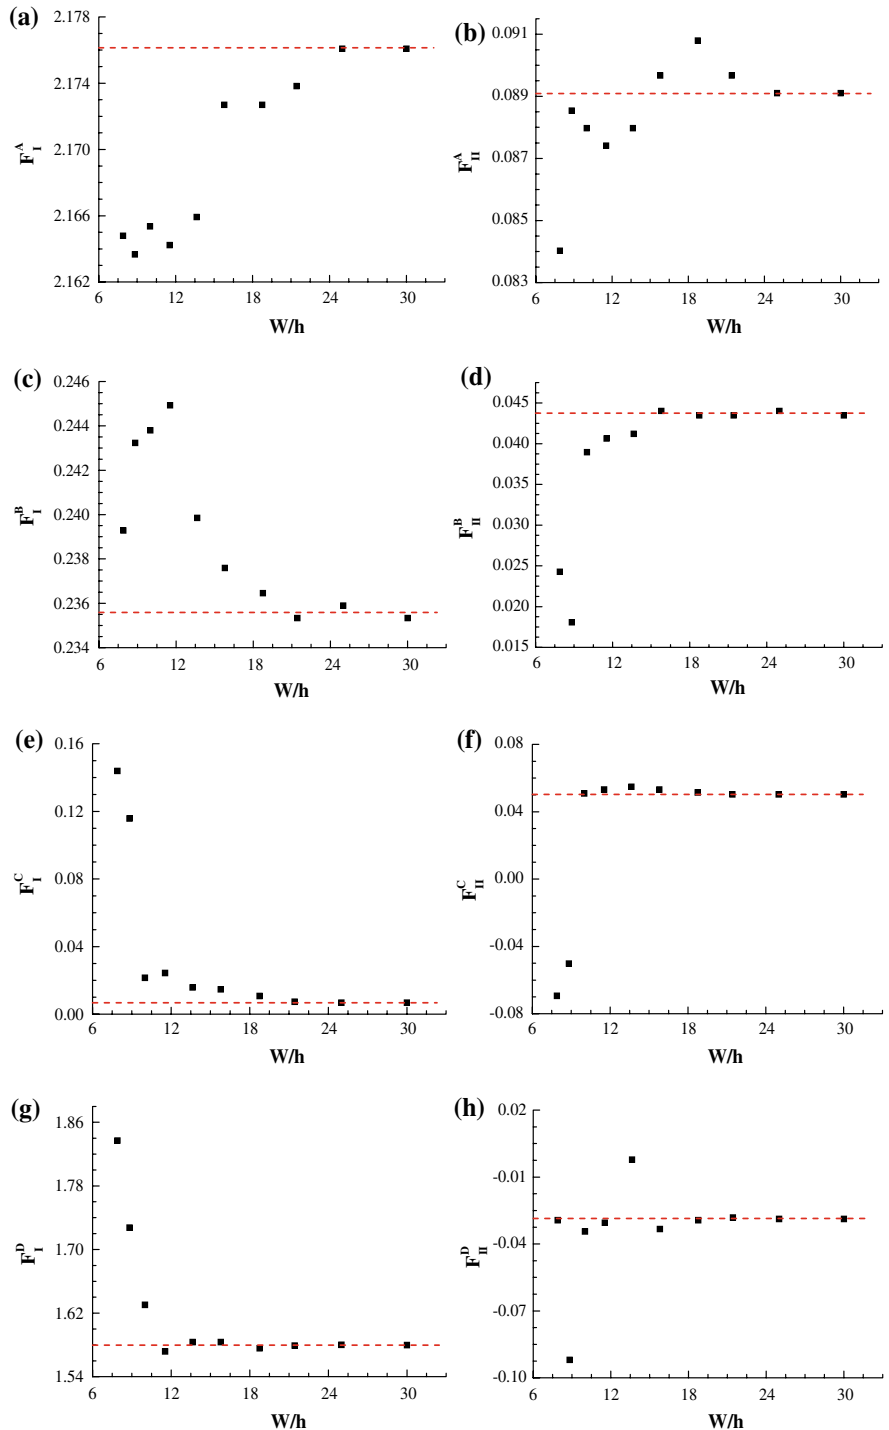 (a)
2.178
2.174
2.170
2.166
2.162
F_I^A
6 12 18 24 30
W/h
(b)
0.091
0.089
0.087
0.085
0.083
F_II^A
6 12 18 24 30
W/h
(c)
0.246
0.244
0.242
0.240
0.238
0.236
0.234
F_I^B
6 12 18 24 30
W/h
(d)
0.045
0.040
0.035
0.030
0.025
0.020
0.015
F_II^B
6 12 18 24 30
W/h
(e)
0.16
0.12
0.08
0.04
0.00
F_I^C
6 12 18 24 30
W/h
(f)
0.08
0.04
0.00
-0.04
-0.08
F_II^C
6 12 18 24 30
W/h
(g)
1.86
1.78
1.70
1.62
1.54
F_I^D
6 12 18 24 30
W/h
(h)
0.02
-0.01
-0.04
-0.07
-0.10
F_II^D
6 12 18 24 30
W/h